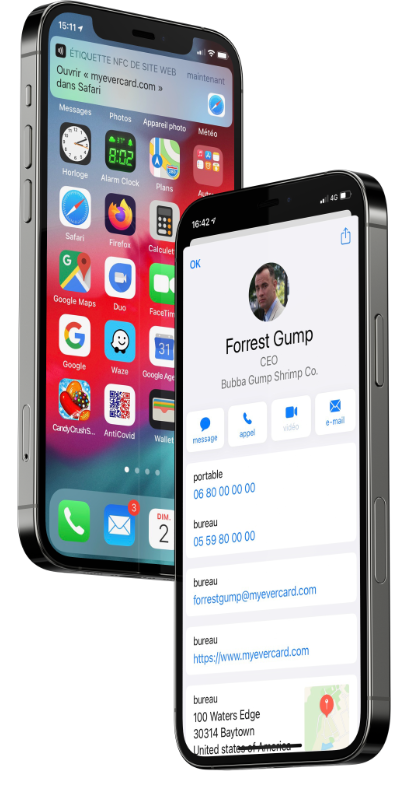 15:11
ÉTIQUETTE NFC DE SITE WEB
maintenant
Ouvrir « myevercard.com »
dans Safari
Messages Photos Appareil photo Météo
Horloge Alarm Clock Plans
Safari Firefox Calculet
Google Maps Duo FaceTim
G
Google Waze Google Age
31
CandyCrushS... AntiCovid Wallet
3
DIM.
2
16:42
4G
OK
Forrest Gump
CEO
Bubba Gump Shrimp Co.
message appel vidéo e-mail
portable
06 80 00 00 00
bureau
05 59 80 00 00
bureau
forrestgump@myevercard.com
bureau
https://www.myevercard.com
bureau
100 Waters Edge
30314 Baytown
United states of America